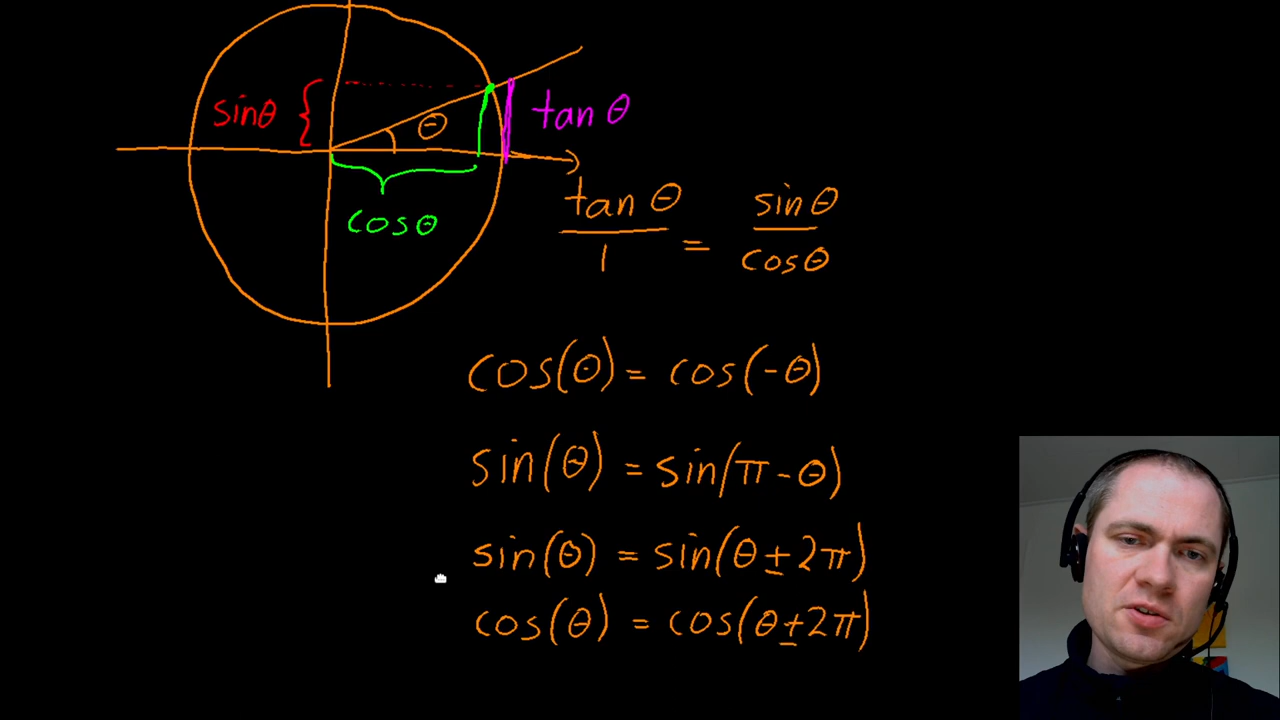 sinθ
θ
tan θ
cosθ
tan θ / 1 = sinθ / cosθ
cos(θ) = cos(-θ)
sin(θ) = sin(π-θ)
sin(θ) = sin(θ±2π)
cos(θ) = cos(θ±2π)